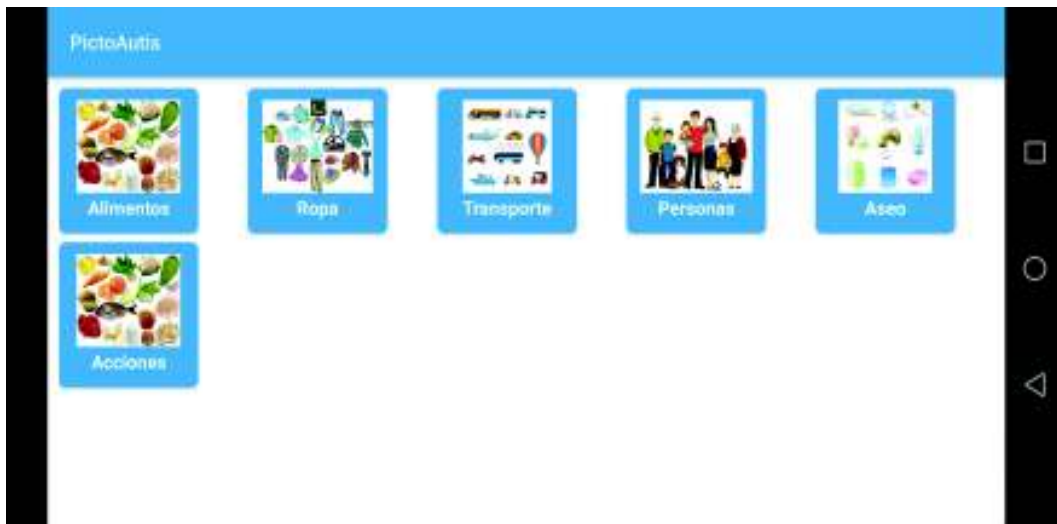 PictoAutis
Alimentos
Ropa
Transporte
Personas
Aseo
Acciones